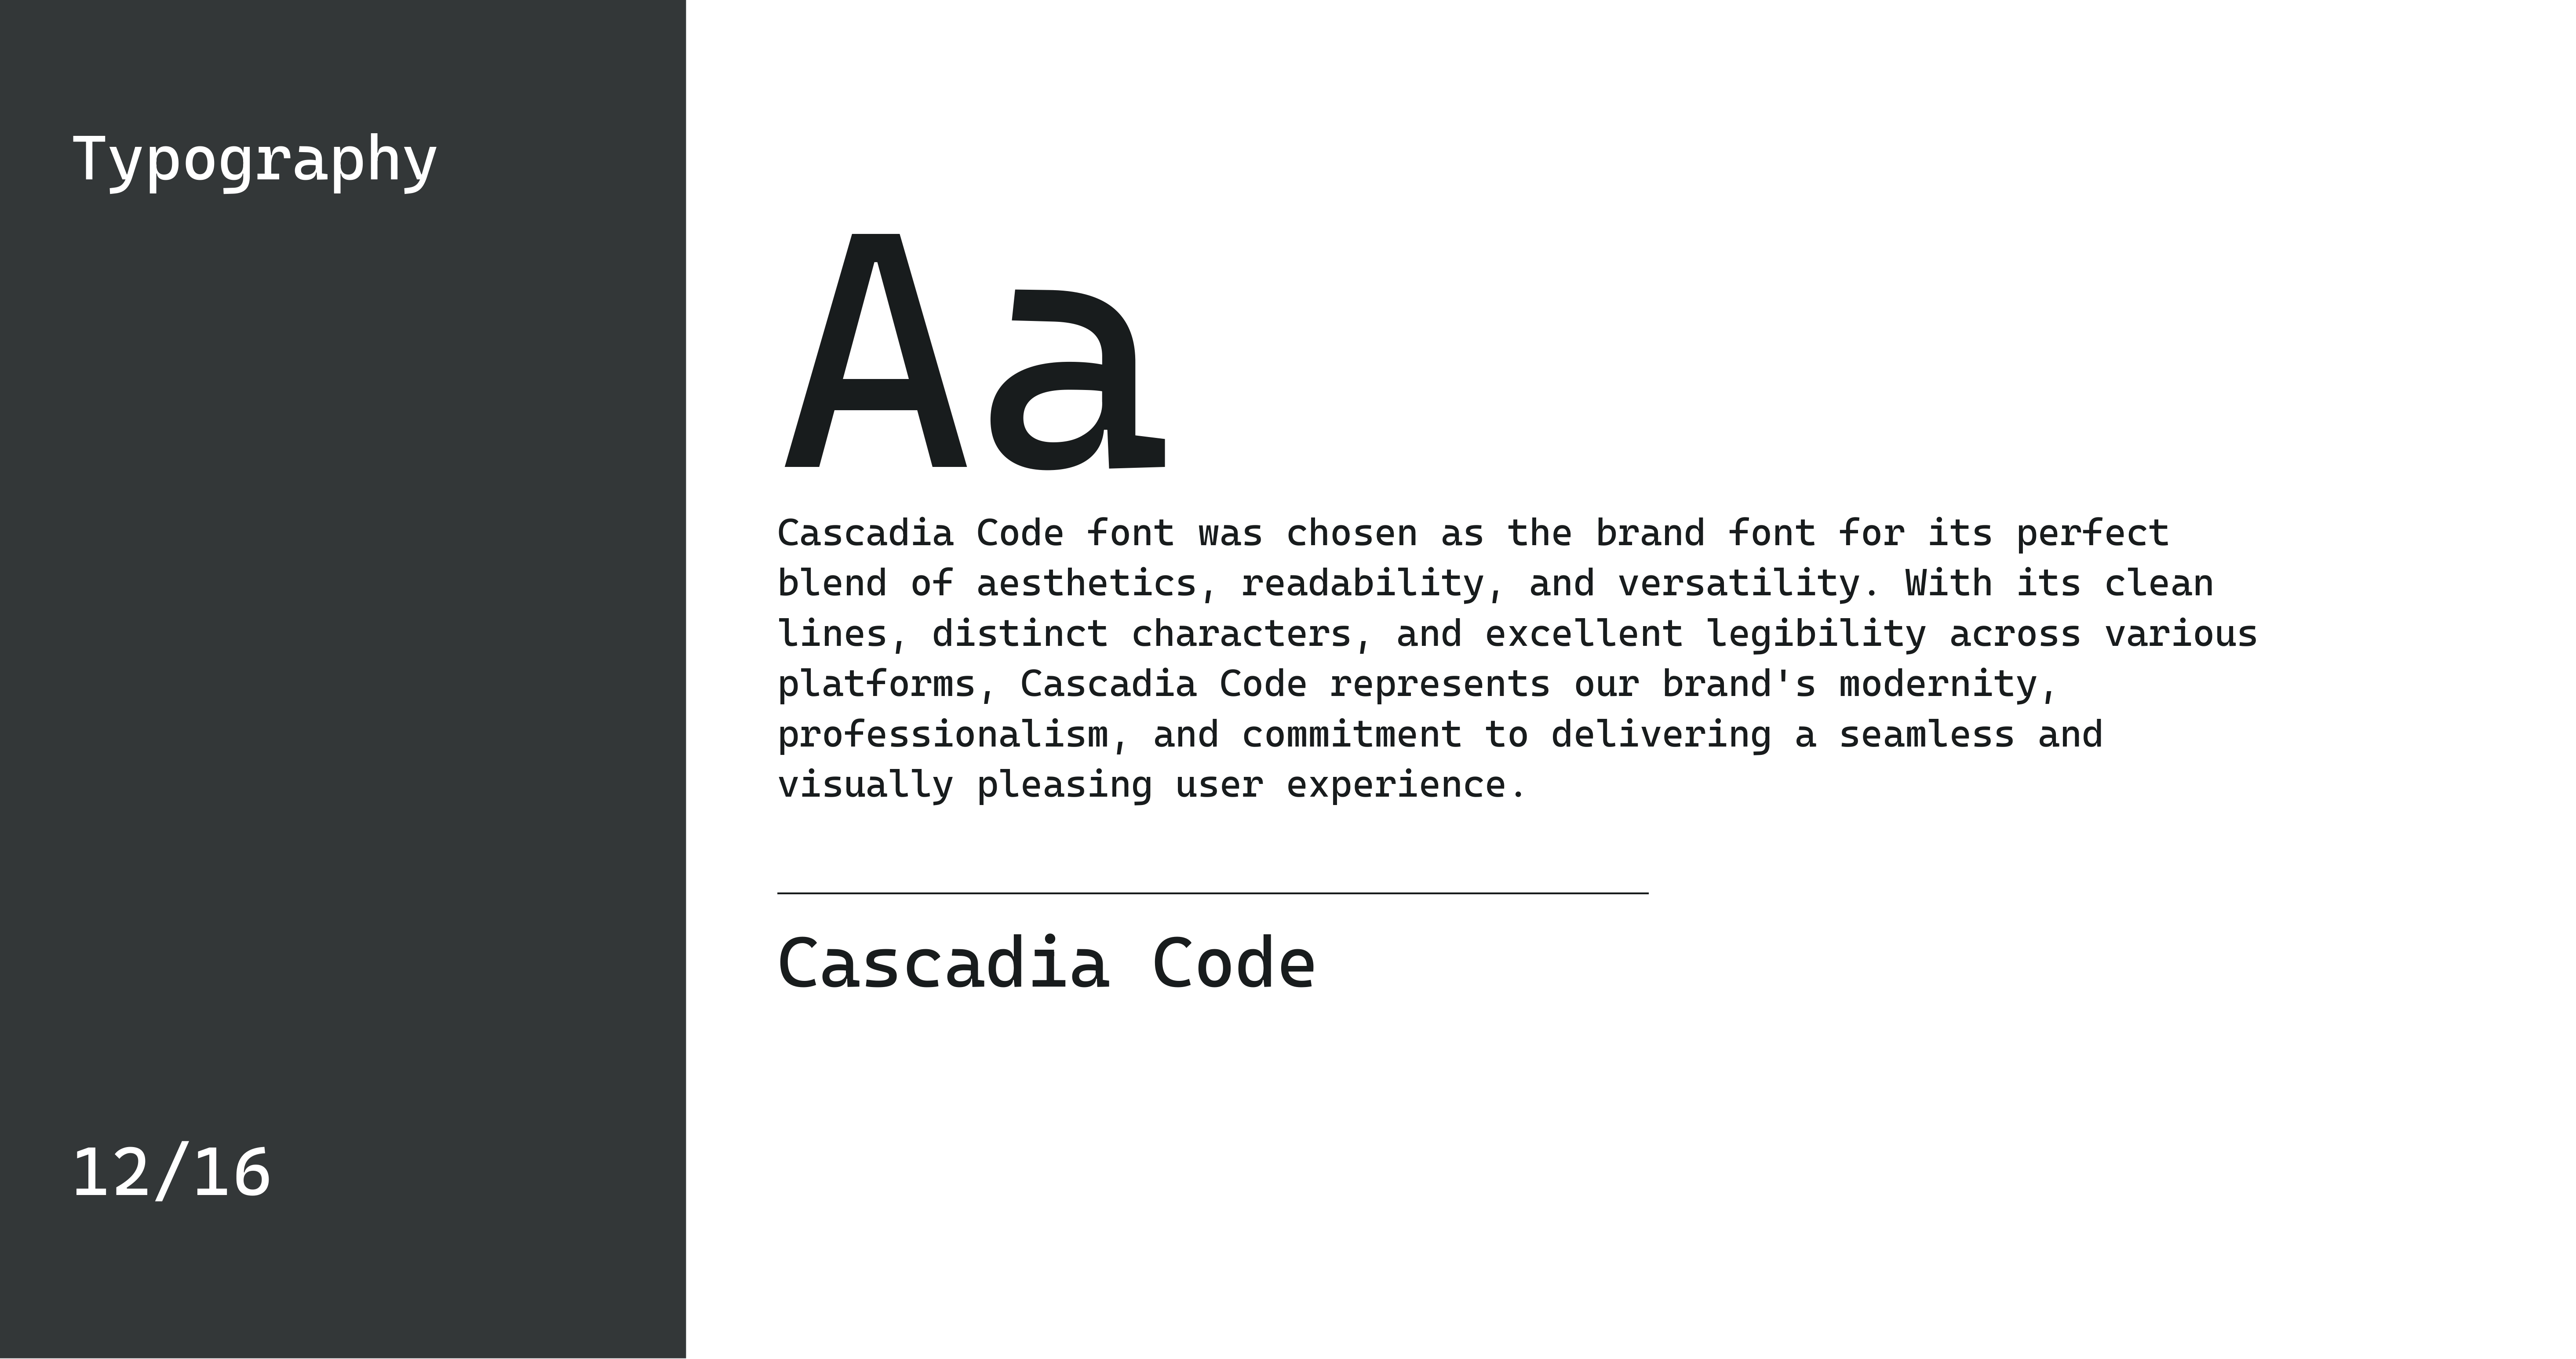 Typography
Aa
Cascadia Code font was chosen as the brand font for its perfect
blend of aesthetics, readability, and versatility. With its clean
lines, distinct characters, and excellent legibility across various
platforms, Cascadia Code represents our brand's modernity,
professionalism, and commitment to delivering a seamless and
visually pleasing user experience.
Cascadia Code
12/16